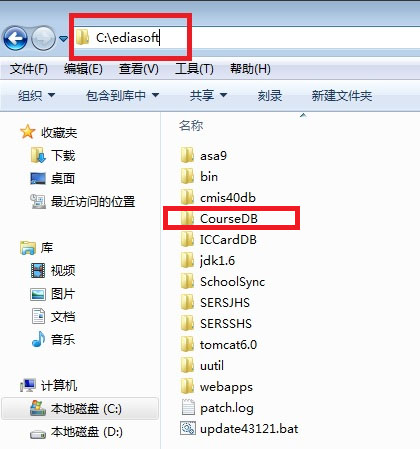 C:\ediasoft
文件(F) 编辑(E) 查看(V) 工具(T) 帮助(H)
组织 包含到库中 共享 刻录 新建文件夹
收藏夹
下载
桌面
最近访问的位置
库
视频
图片
文档
音乐
计算机
本地磁盘 (C:)
本地磁盘 (D:)
名称
asa9
bin
cmis40db
CourseDB
ICCardDB
jdk1.6
SchoolSync
SERSJHS
SERSSHS
tomcat6.0
uutil
webapps
patch.log
update43121.bat